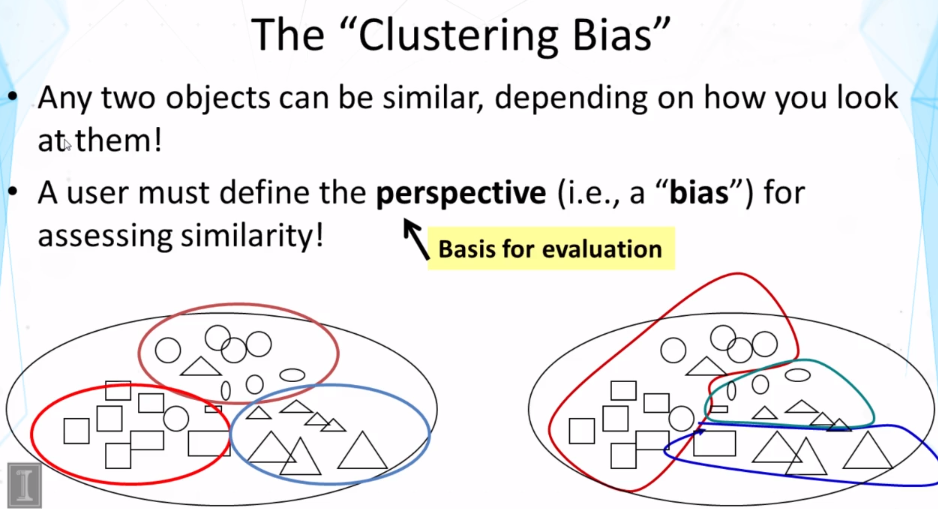 The “Clustering Bias”
• Any two objects can be similar, depending on how you look
at them!
• A user must define the perspective (i.e., a “bias”) for
assessing similarity!
Basis for evaluation
I